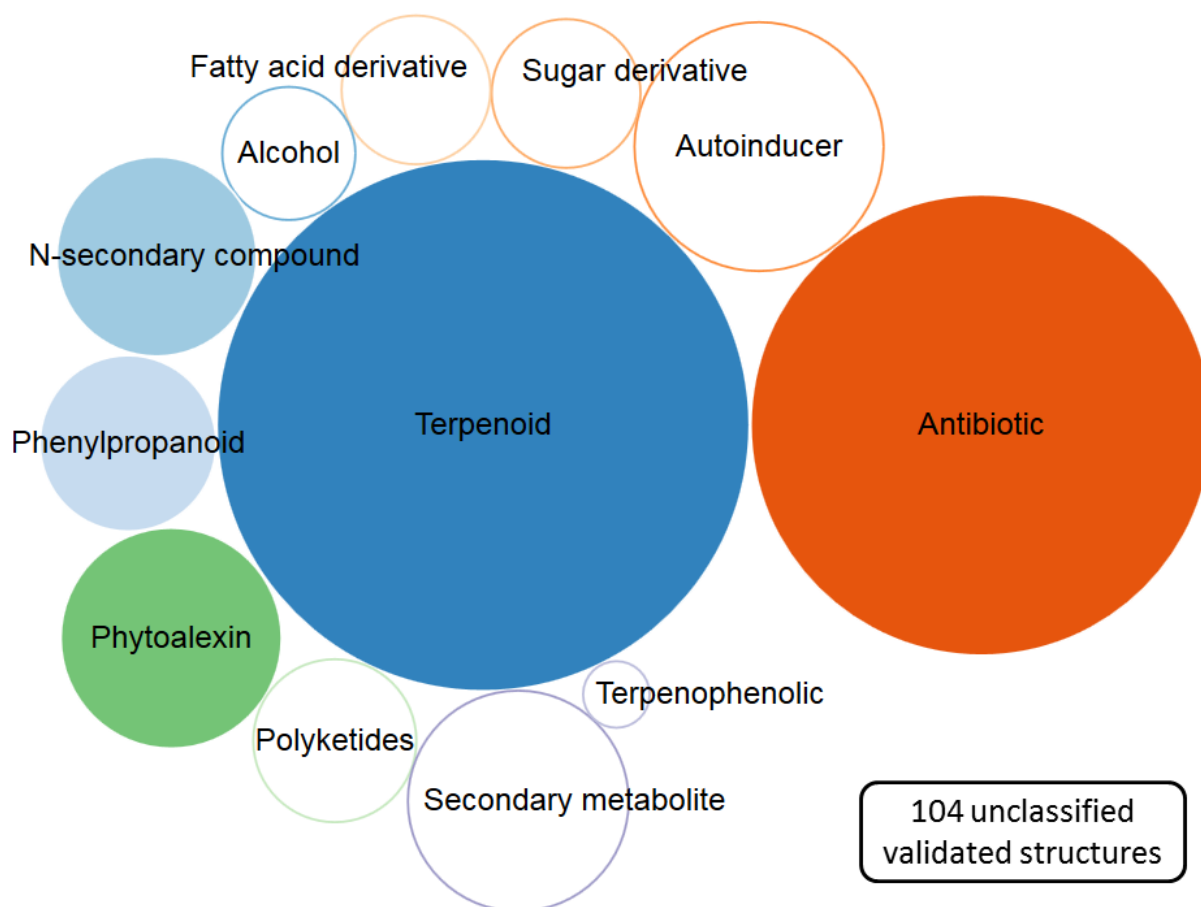 Fatty acid derivative
Sugar derivative
Alcohol
Autoinducer
N-secondary compound
Terpenoid
Antibiotic
Phenylpropanoid
Phytoalexin
Terpenophenolic
Polyketides
Secondary metabolite
104 unclassified
validated structures